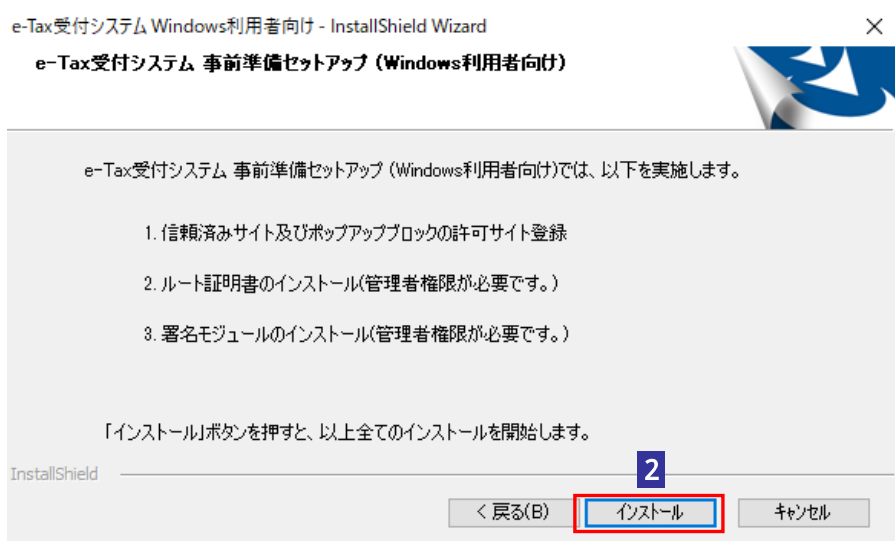 e-Tax受付システム Windows利用者向け - InstallShield Wizard
e-Tax受付システム 事前準備セットアップ (Windows利用者向け)
e-Tax受付システム 事前準備セットアップ (Windows利用者向け)では、以下を実施します。
1. 信頼済みサイト及びポップアップブロックの許可サイト登録
2. ルート証明書のインストール(管理者権限が必要です。)
3. 署名モジュールのインストール(管理者権限が必要です。)
「インストール」ボタンを押すと、以上全てのインストールを開始します。
InstallShield
2
< 戻る(B) インストール キャンセル